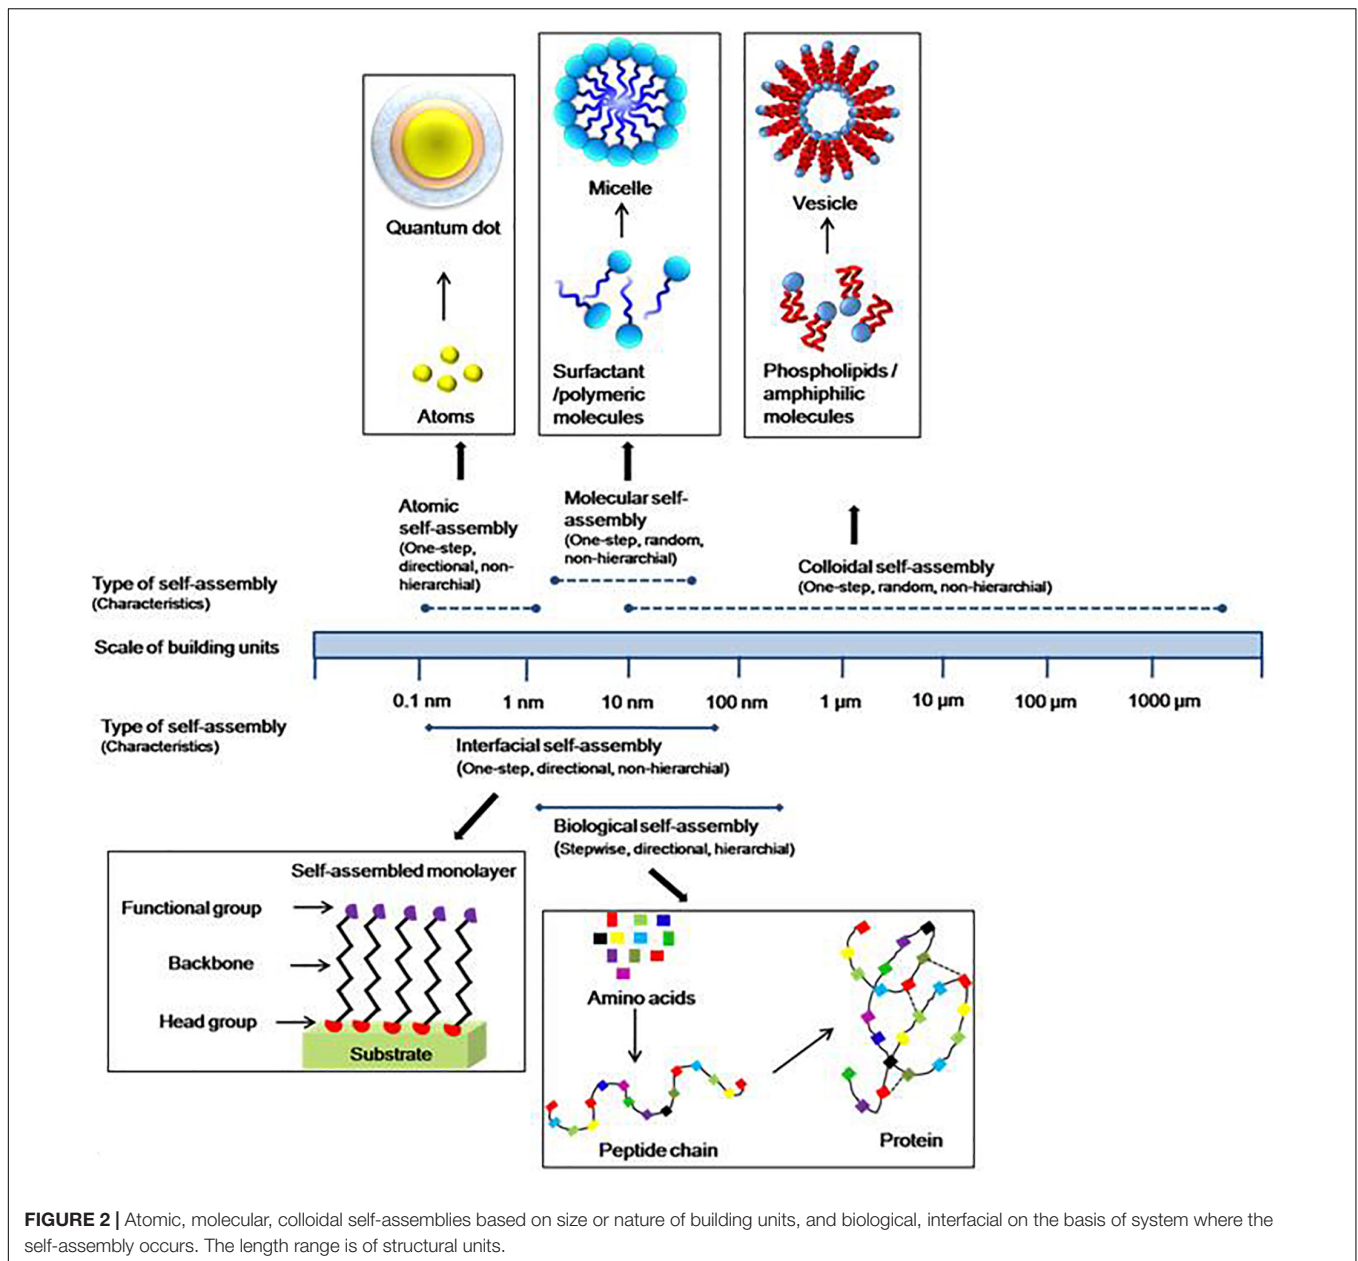 Quantum dot
Atoms
Micelle
Surfactant
/polymeric
molecules
Vesicle
Phospholipids /
amphiphilic
molecules
Atomic
self-assembly
(One-step,
directional, non-
hierarchial)
Molecular self-
assembly
(One-step, random,
non-hierarchial)
Colloidal self-assembly
(One-step, random, non-hierarchial)
Type of self-assembly
(Characteristics)
Scale of building units
0.1 nm
1 nm
10 nm
100 nm
1 µm
10 µm
100 µm
1000 µm
Type of self-assembly
(Characteristics)
Interfacial self-assembly
(One-step, directional, non-hierarchial)
Biological self-assembly
(Stepwise, directional, hierarchial)
Self-assembled monolayer
Functional group
Backbone
Head group
Substrate
Amino acids
Peptide chain
Protein
FIGURE 2 | Atomic, molecular, colloidal self-assemblies based on size or nature of building units, and biological, interfacial on the basis of system where the
self-assembly occurs. The length range is of structural units.